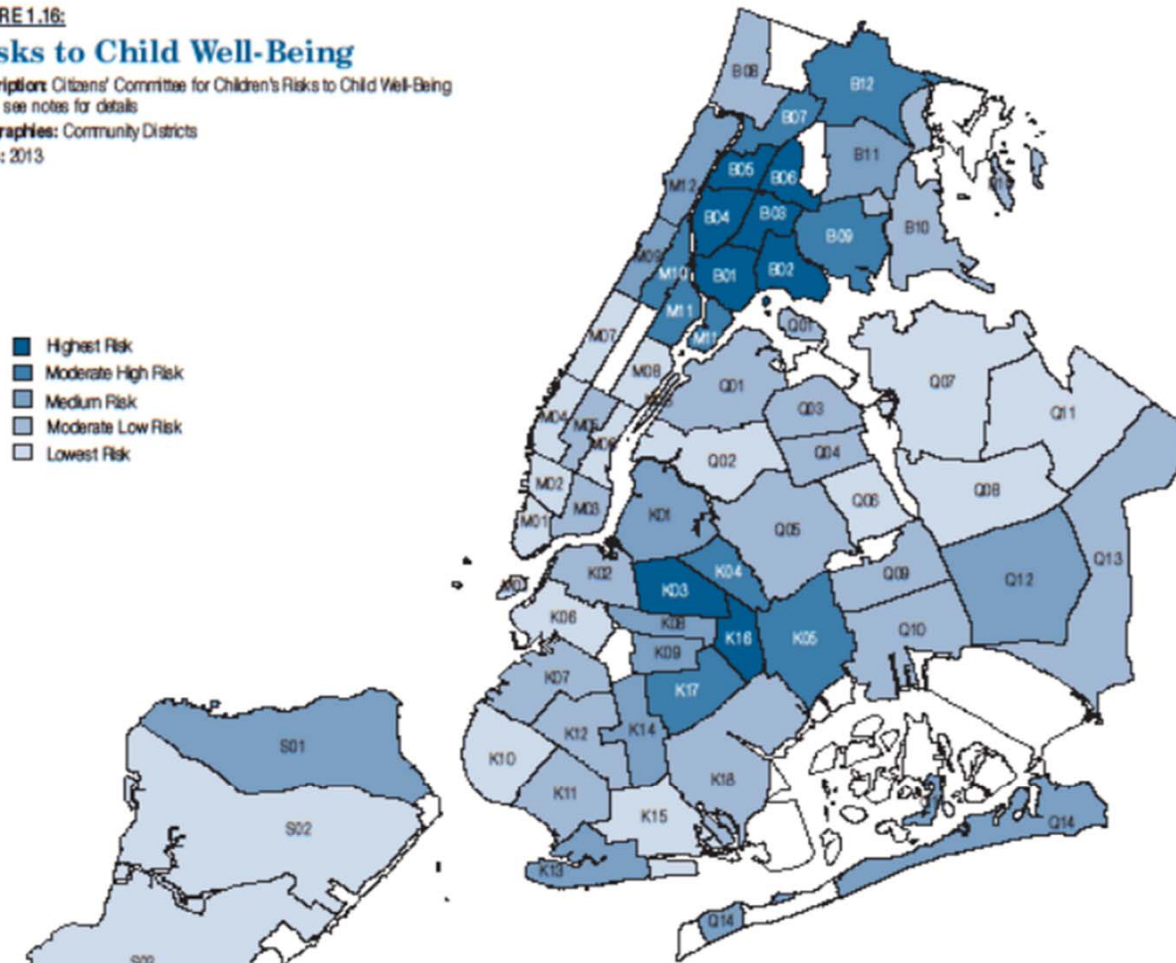 RE 1.16:
sks to Child Well-Being
ription: Citizens' Committee for Children's Risks to Child Well-Being
see notes for details
raphies: Community Districts
: 2013
Highest Risk
Moderate High Risk
Medium Risk
Moderate Low Risk
Lowest Risk
B08
B12
B07
B11
B05
B06
M12
B04
B03
B10
B09
M09
M10
B01
B02
M11
M11
Q01
M07
M08
Q07
Q01
Q11
Q03
M04
M05
M06
Q04
Q02
Q08
M02
Q06
M03
K01
M01
Q05
Q13
K02
K04
Q09
Q12
K03
K06
K08
Q10
K16
K05
K09
K07
K17
K14
K12
S01
K10
K18
K11
K15
S02
Q14
K13
Q14